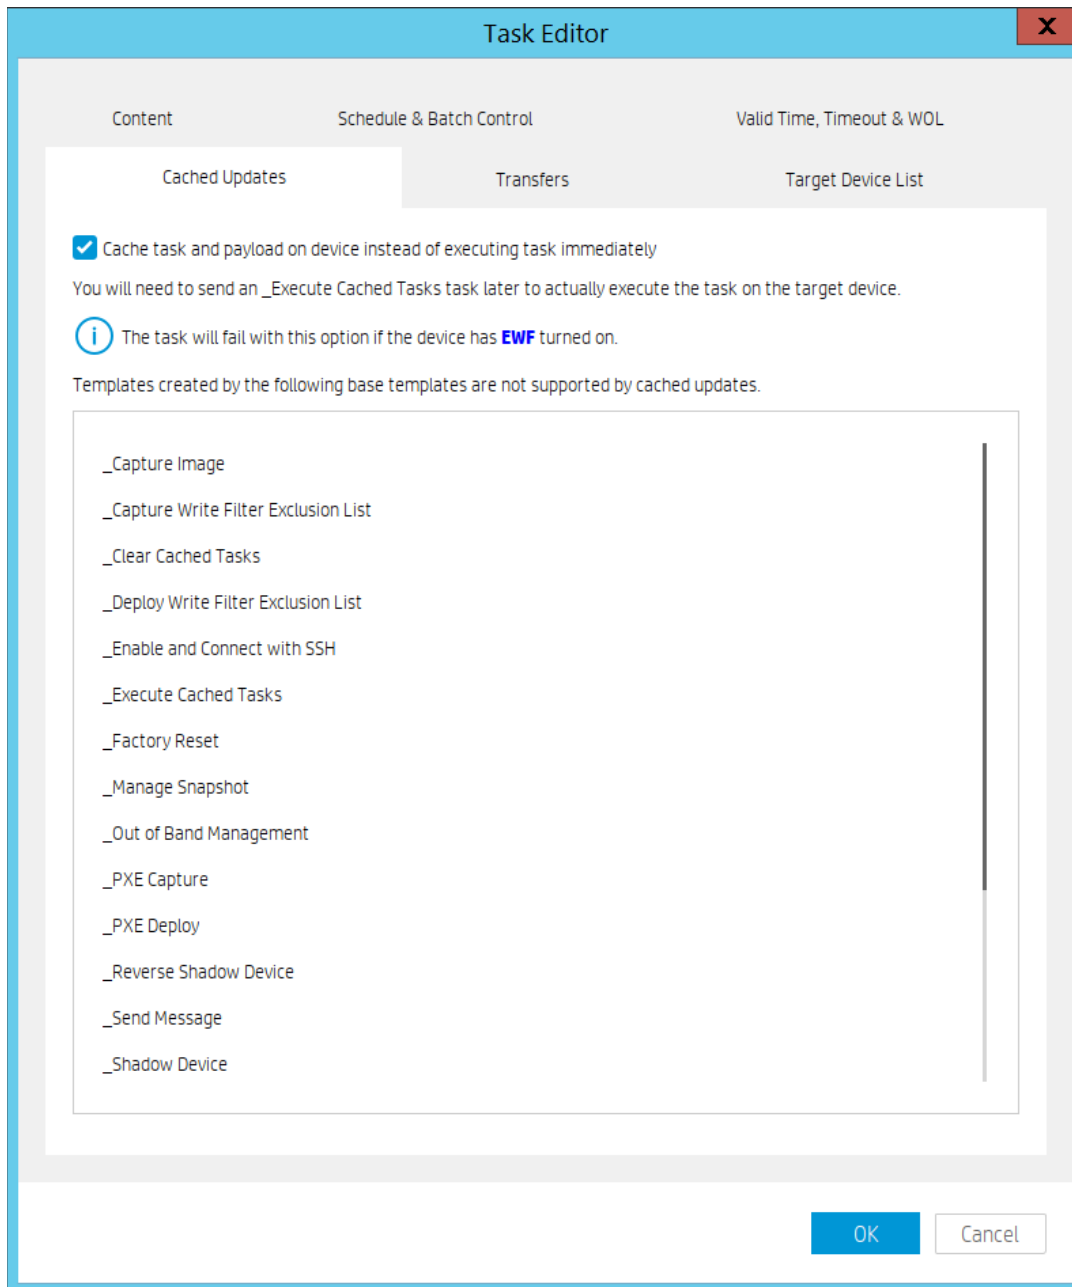 Task Editor
X
Content
Schedule & Batch Control
Valid Time, Timeout & WOL
Cached Updates
Transfers
Target Device List
Cache task and payload on device instead of executing task immediately
You will need to send an _Execute Cached Tasks task later to actually execute the task on the target device.
i The task will fail with this option if the device has EWF turned on.
Templates created by the following base templates are not supported by cached updates.
_Capture Image
_Capture Write Filter Exclusion List
_Clear Cached Tasks
_Deploy Write Filter Exclusion List
_Enable and Connect with SSH
_Execute Cached Tasks
_Factory Reset
_Manage Snapshot
_Out of Band Management
_PXE Capture
_PXE Deploy
_Reverse Shadow Device
_Send Message
_Shadow Device
OK
Cancel